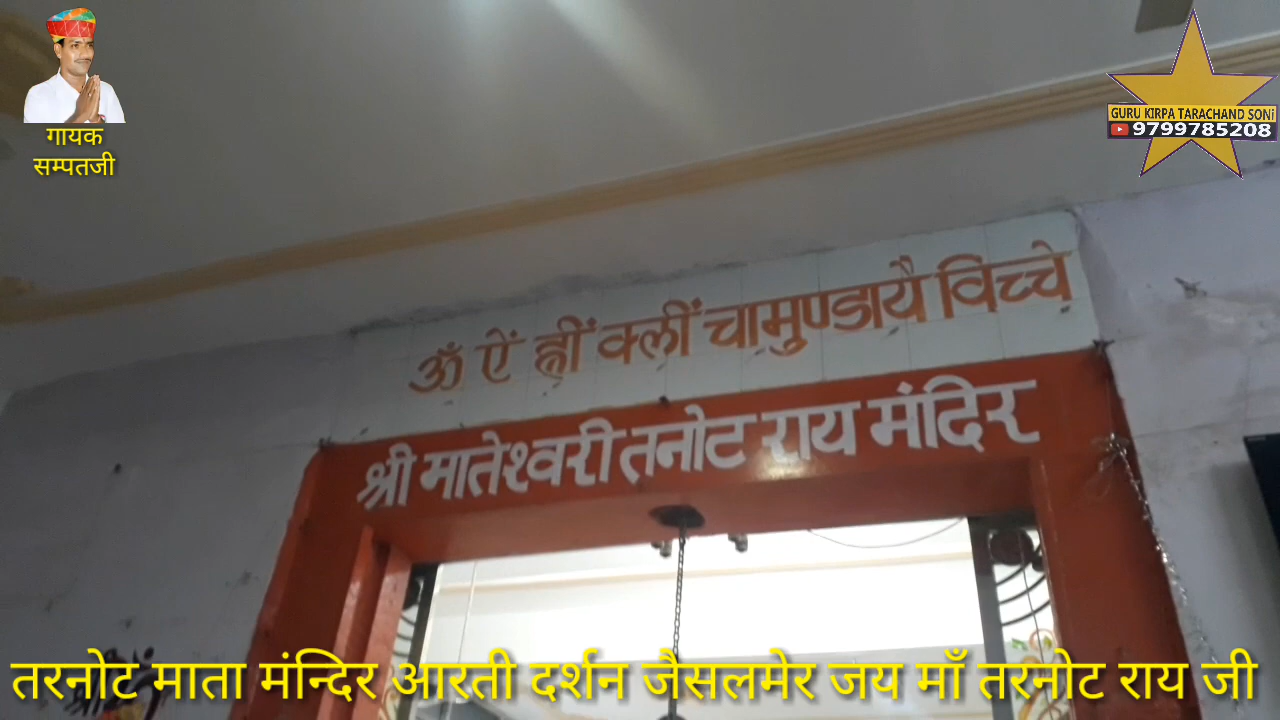 गायक
सम्पतजी
GURU KIRPA TARACHAND SONi
9799785208
ॐ ऐं ह्रीं क्लीं चामुण्डायै विच्चे
श्री मातेश्वरी तनोट राय मंदिर
तरनोट माता मंन्दिर आरती दर्शन जैसलमेर जय माँ तरनोट राय जी